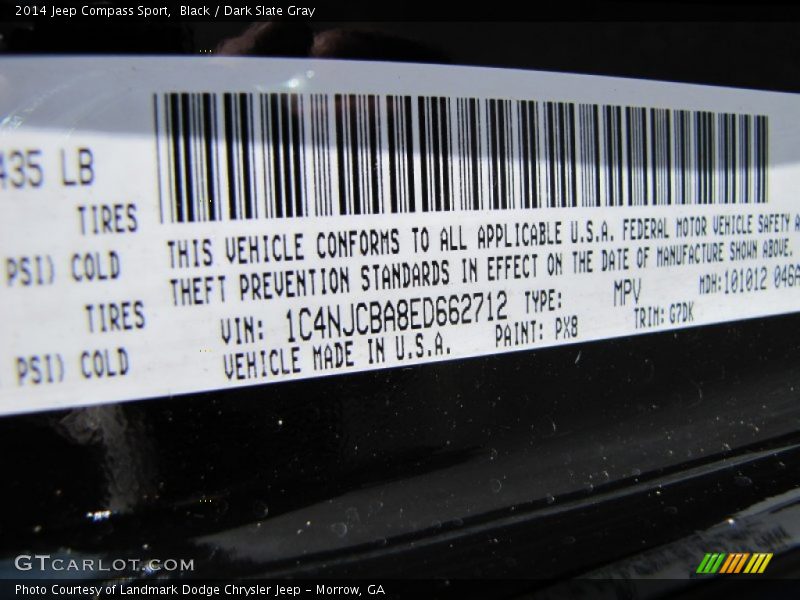 2014 Jeep Compass Sport,  Black / Dark Slate Gray
435 LB
TIRES
PSI) COLD
TIRES
PSI) COLD
THIS VEHICLE CONFORMS TO ALL APPLICABLE U.S.A. FEDERAL MOTOR VEHICLE SAFETY A
THEFT PREVENTION STANDARDS IN EFFECT ON THE DATE OF MANUFACTURE SHOWN ABOVE.
VIN: 1C4NJCBA8ED662712 TYPE: MPV MDH:101012 046A
VEHICLE MADE IN U.S.A. PAINT: PX8 TRIM: G7DK
GTCARLOT.COM
Photo Courtesy of Landmark Dodge Chrysler Jeep - Morrow, GA